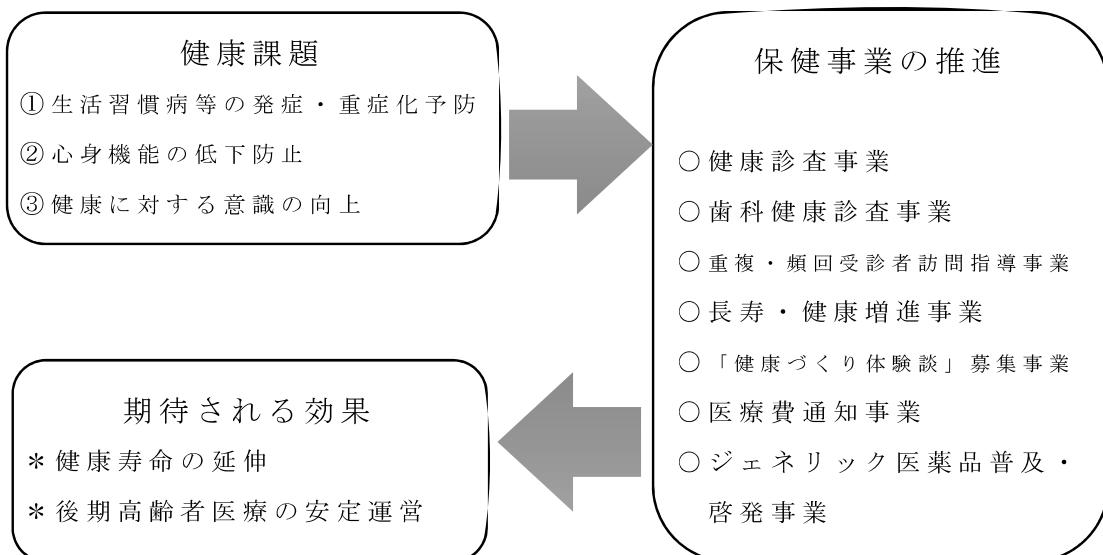 健康課題
①生活習慣病等の発症・重症化予防
②心身機能の低下防止
③健康に対する意識の向上
保健事業の推進
○健康診査事業
○歯科健康診査事業
○重複・頻回受診者訪問指導事業
○長寿・健康増進事業
○「健康づくり体験談」募集事業
○医療費通知事業
○ジェネリック医薬品普及・
啓発事業
期待される効果
＊健康寿命の延伸
＊後期高齢者医療の安定運営